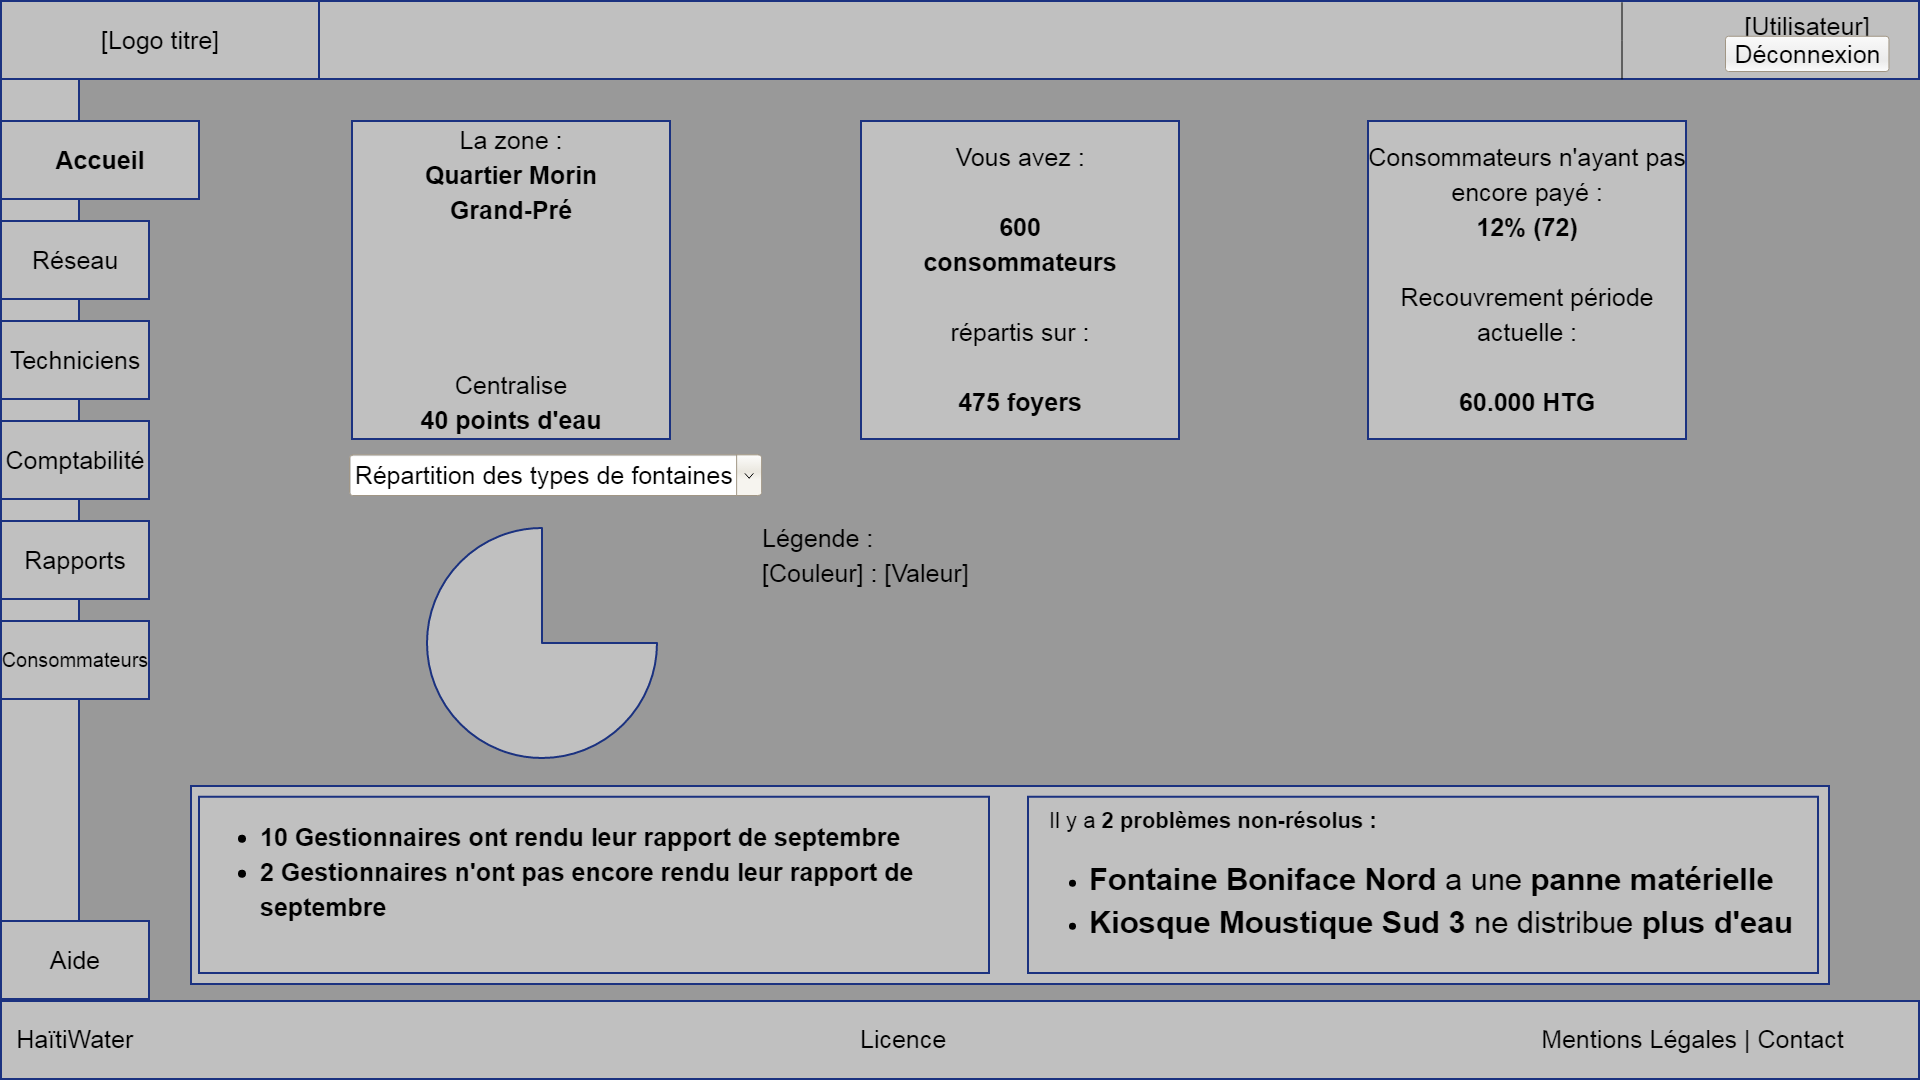 [Logo titre]
[Utilisateur]
Déconnexion
Accueil
Réseau
Techniciens
Comptabilité
Rapports
Consommateurs
Aide
La zone :
Quartier Morin
Grand-Pré
Centralise
40 points d'eau
Vous avez :
600
consommateurs
répartis sur :
475 foyers
Consommateurs n'ayant pas
encore payé :
12% (72)
Recouvrement période
actuelle :
60.000 HTG
Répartition des types de fontaines
Légende :
[Couleur] : [Valeur]
• 10 Gestionnaires ont rendu leur rapport de septembre
• 2 Gestionnaires n'ont pas encore rendu leur rapport de
septembre
Il y a 2 problèmes non-résolus :
• Fontaine Boniface Nord a une panne matérielle
• Kiosque Moustique Sud 3 ne distribue plus d'eau
HaïtiWater
Licence
Mentions Légales | Contact